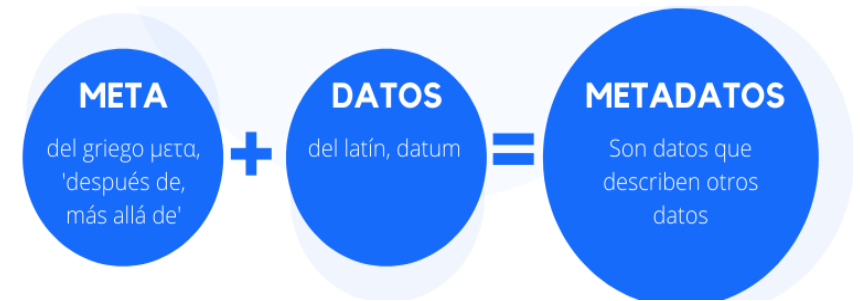 META
del griego μετα,
'después de,
más allá de'
+
DATOS
del latín, datum
=
METADATOS
Son datos que
describen otros
datos